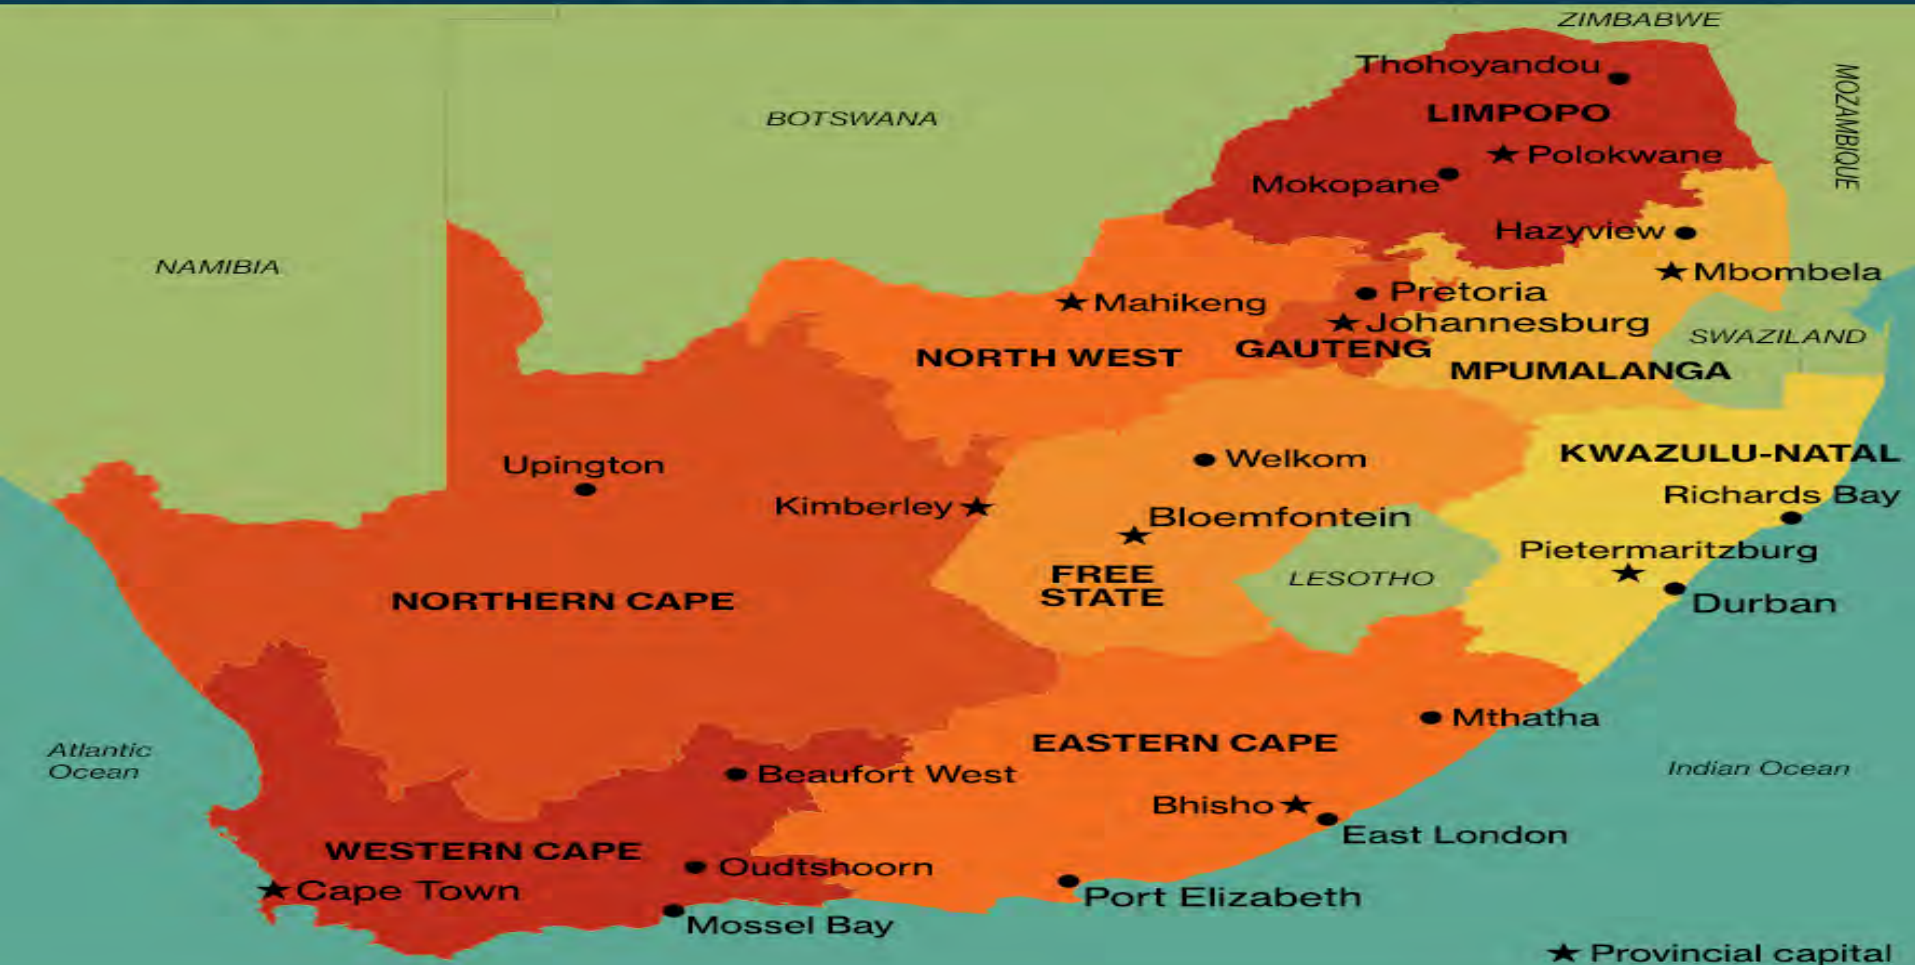 ZIMBABWE
Thohoyandou
MOZAMBIQUE
LIMPOPO
BOTSWANA
Polokwane
Mokopane
Hazyview
NAMIBIA
Mbombela
Pretoria
Mahikeng
Johannesburg
SWAZILAND
GAUTENG
NORTH WEST
MPUMALANGA
KWAZULU-NATAL
Welkom
Upington
Richards Bay
Kimberley
Bloemfontein
Pietermaritzburg
FREE
STATE
LESOTHO
NORTHERN CAPE
Durban
Mthatha
EASTERN CAPE
Atlantic
Ocean
Indian Ocean
Beaufort West
Bhisho
East London
WESTERN CAPE
Oudtshoorn
Cape Town
Port Elizabeth
Mossel Bay
Provincial capital